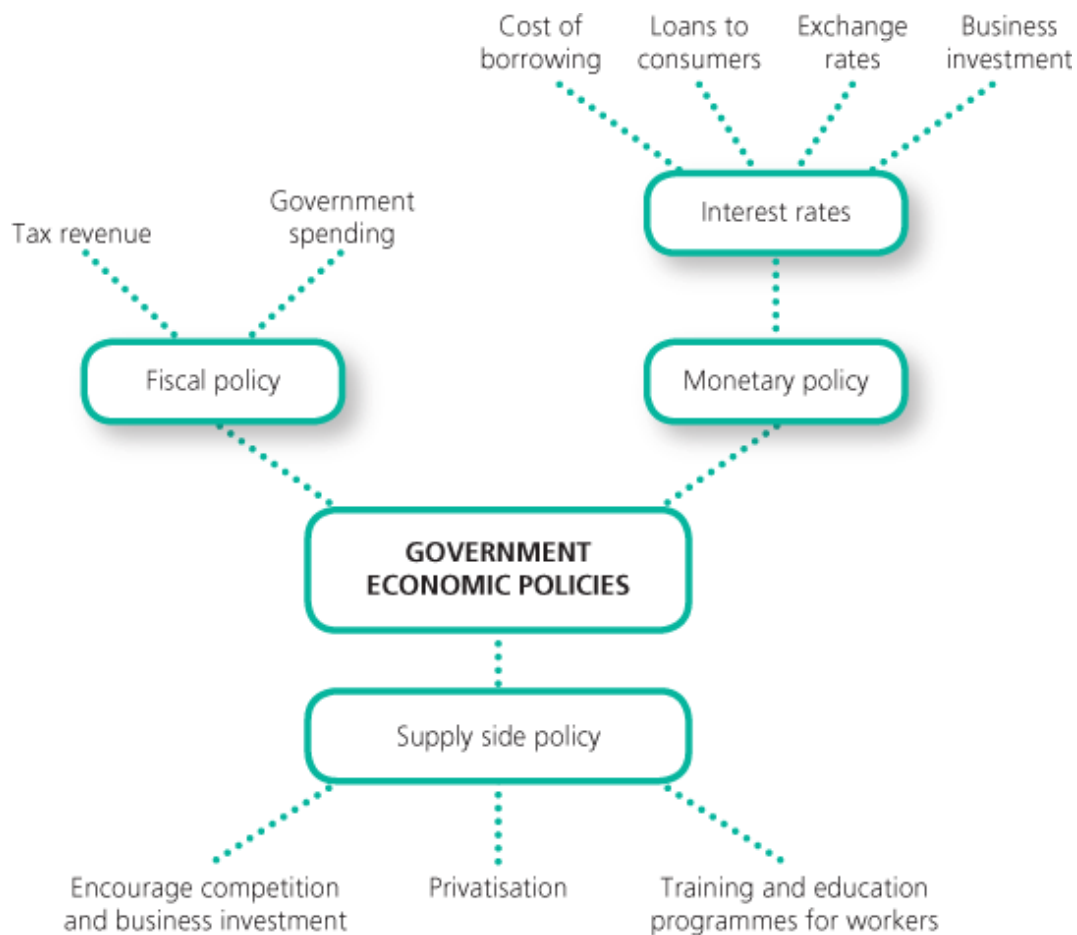 Cost of
borrowing
Loans to
consumers
Exchange
rates
Business
investment
Interest rates
Tax revenue
Government
spending
Fiscal policy
Monetary policy
GOVERNMENT
ECONOMIC POLICIES
Supply side policy
Encourage competition
and business investment
Privatisation
Training and education
programmes for workers